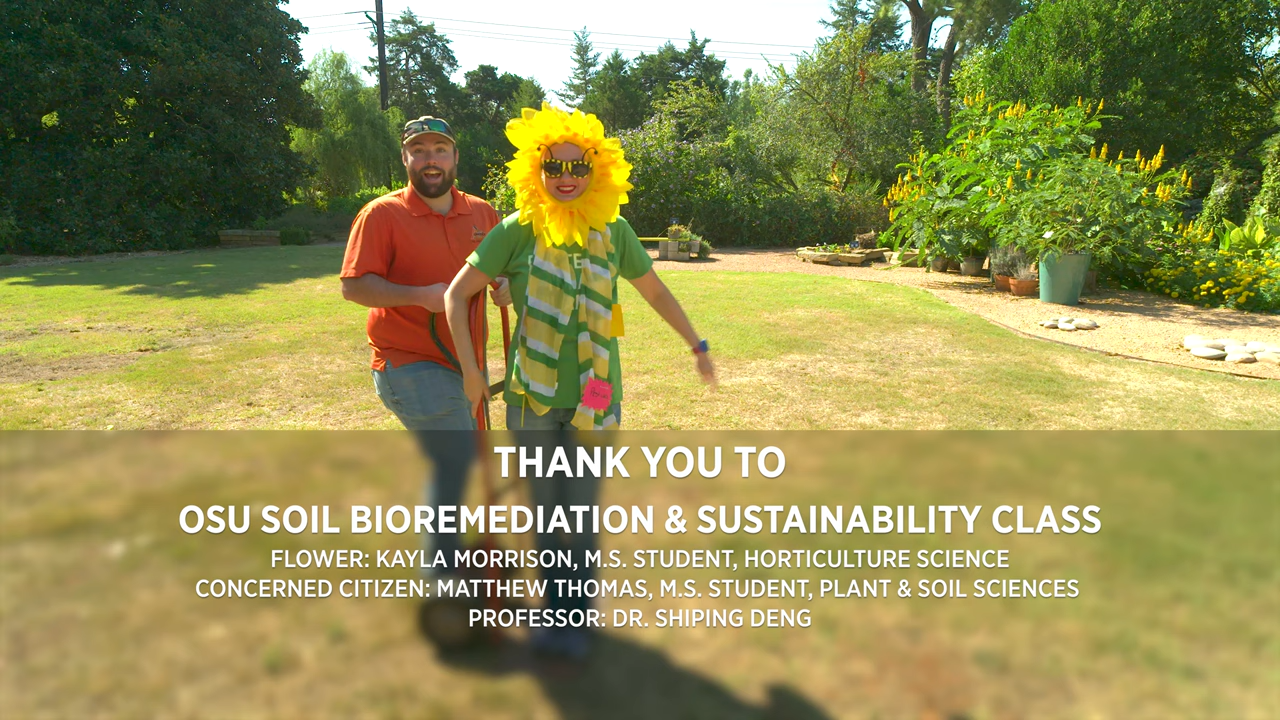 THANK YOU TO
OSU SOIL BIOREMEDIATION & SUSTAINABILITY CLASS
FLOWER: KAYLA MORRISON, M.S. STUDENT, HORTICULTURE SCIENCE
CONCERNED CITIZEN: MATTHEW THOMAS, M.S. STUDENT, PLANT & SOIL SCIENCES
PROFESSOR: DR. SHIPING DENG